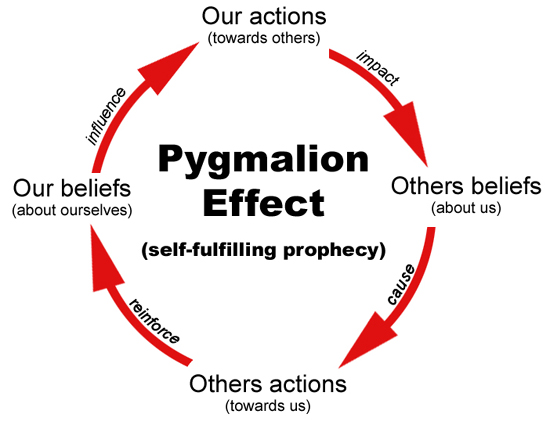 Our actions
(towards others)
impact
Others beliefs
(about us)
cause
Others actions
(towards us)
reinforce
Our beliefs
(about ourselves)
influence
Pygmalion
Effect
(self-fulfilling prophecy)